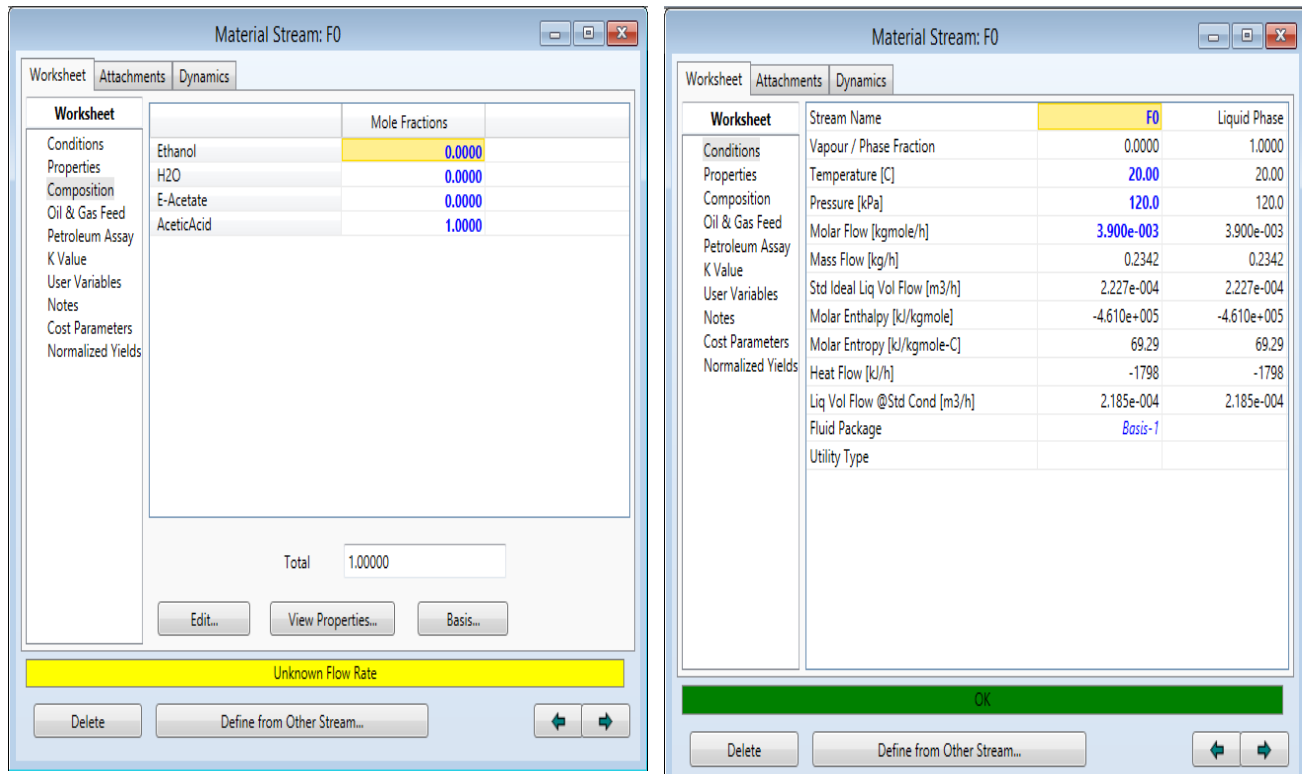 Material Stream: F0
Worksheet Attachments Dynamics
Worksheet
Conditions
Properties
Composition
Oil & Gas Feed
Petroleum Assay
K Value
User Variables
Notes
Cost Parameters
Normalized Yields
Mole Fractions
Ethanol 0.0000
H2O 0.0000
E-Acetate 0.0000
AceticAcid 1.0000
Total 1.00000
Edit... View Properties... Basis...
Unknown Flow Rate
Delete Define from Other Stream...
Material Stream: F0
Worksheet Attachments Dynamics
Worksheet
Conditions
Properties
Composition
Oil & Gas Feed
Petroleum Assay
K Value
User Variables
Notes
Cost Parameters
Normalized Yields
Stream Name F0 Liquid Phase
Vapour / Phase Fraction 0.0000 1.0000
Temperature [C] 20.00 20.00
Pressure [kPa] 120.0 120.0
Molar Flow [kgmole/h] 3.900e-003 3.900e-003
Mass Flow [kg/h] 0.2342 0.2342
Std Ideal Liq Vol Flow [m3/h] 2.227e-004 2.227e-004
Molar Enthalpy [kJ/kgmole] -4.610e+005 -4.610e+005
Molar Entropy [kJ/kgmole-C] 69.29 69.29
Heat Flow [kJ/h] -1798 -1798
Liq Vol Flow @Std Cond [m3/h] 2.185e-004 2.185e-004
Fluid Package Basis-1
Utility Type
OK
Delete Define from Other Stream...